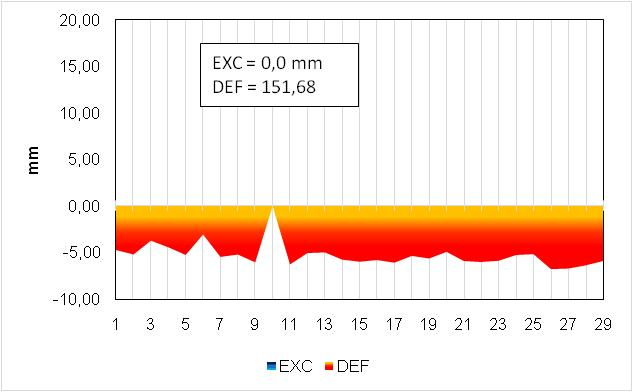 20,00
15,00
10,00
5,00
0,00
-5,00
-10,00
mm
EXC = 0,0 mm
DEF = 151,68
1 3 5 7 9 11 13 15 17 19 21 23 25 27 29
EXC DEF